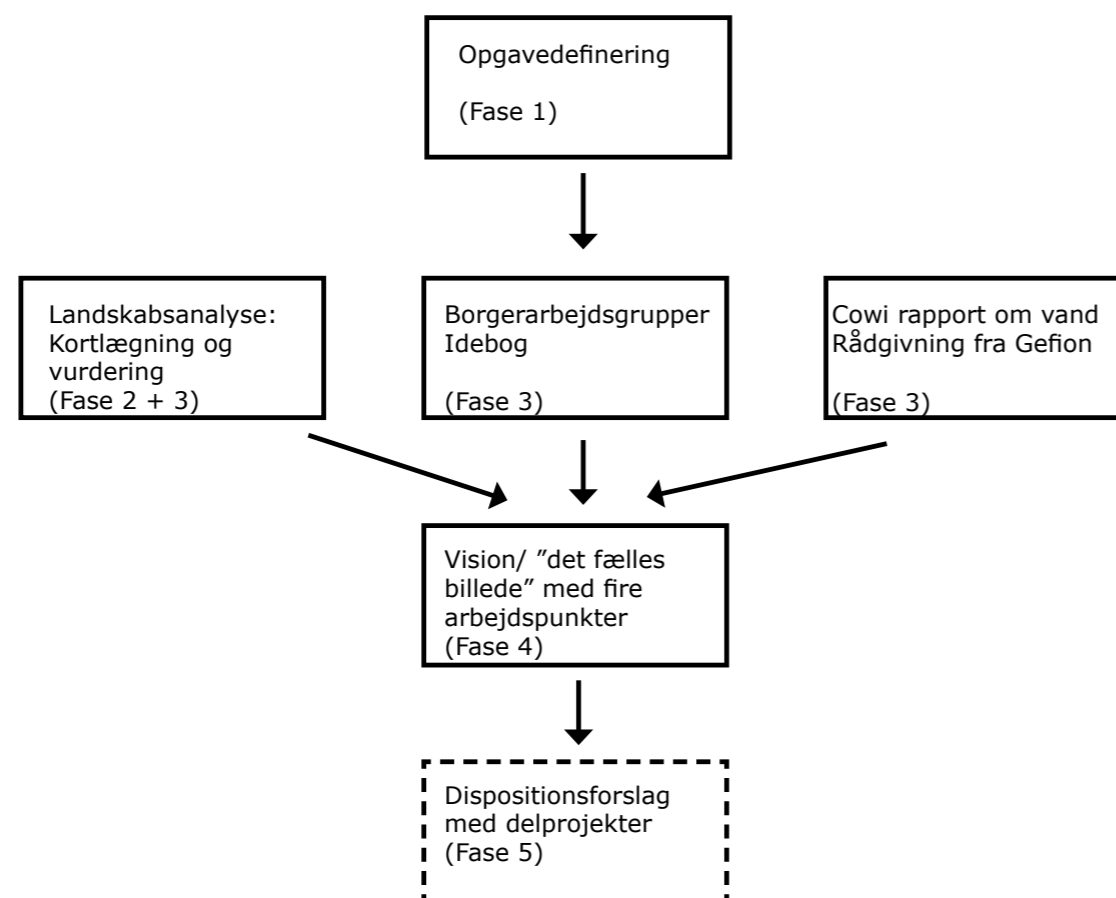 Opgavedefinering
(Fase 1)
Landskabsanalyse:
Kortlægning og
vurdering
(Fase 2 + 3)
Borgerarbejdsgrupper
Idebog
(Fase 3)
Cowi rapport om vand
Rådgivning fra Gefion
(Fase 3)
Vision/ ”det fælles
billede” med fire
arbejdspunkter
(Fase 4)
Dispositionsforslag
med delprojekter
(Fase 5)